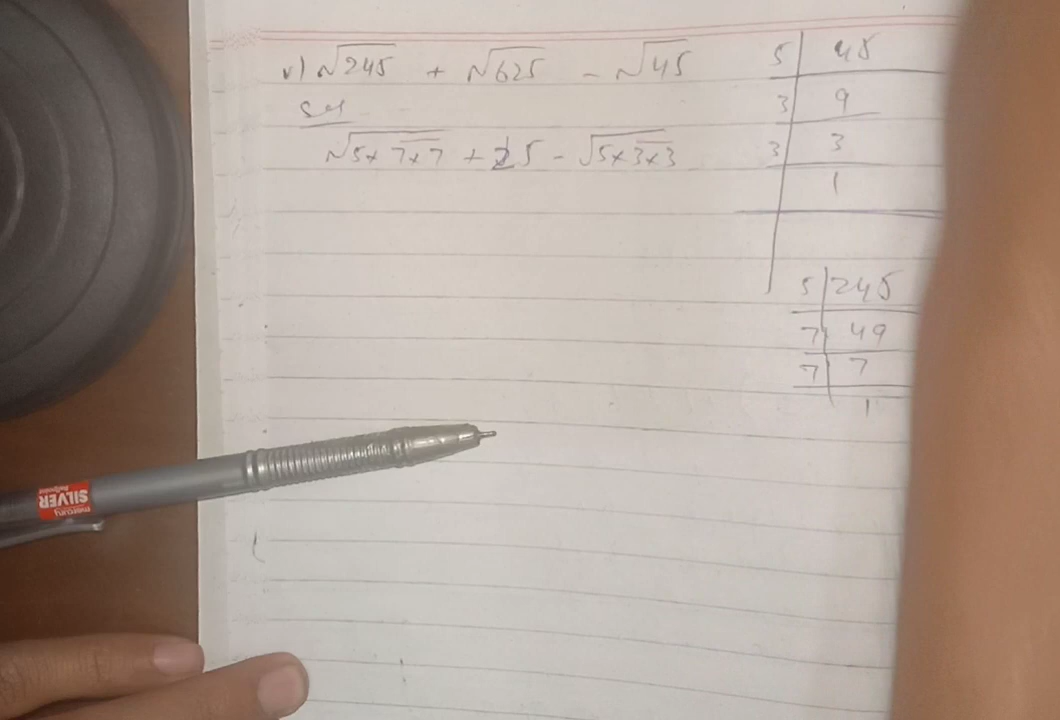 v) √245 + √625 - √45
Sol
√5×7×7 + 25 - √5×3×3
5 | 45
3 | 9
3 | 3
1
5 | 245
7 | 49
7 | 7
1
mercury
SILVER